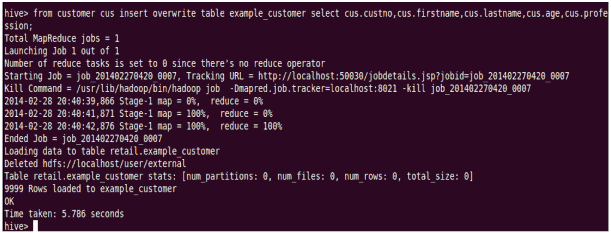 hive> from customer cus insert overwrite table example_customer select cus.custno,cus.firstname,cus.lastname,cus.age,cus.profe
ssion;
Total MapReduce jobs = 1
Launching Job 1 out of 1
Number of reduce tasks is set to 0 since there's no reduce operator
Starting Job = job_201402270420_0007, Tracking URL = http://localhost:50030/jobdetails.jsp?jobid=job_201402270420_0007
Kill Command = /usr/lib/hadoop/bin/hadoop job  -Dmapred.job.tracker=localhost:8021 -kill job_201402270420_0007
2014-02-28 20:40:39,866 Stage-1 map = 0%,  reduce = 0%
2014-02-28 20:40:41,871 Stage-1 map = 100%,  reduce = 0%
2014-02-28 20:40:42,876 Stage-1 map = 100%,  reduce = 100%
Ended Job = job_201402270420_0007
Loading data to table retail.example_customer
Deleted hdfs://localhost/user/external
Table retail.example_customer stats: [num_partitions: 0, num_files: 0, num_rows: 0, total_size: 0]
9999 Rows loaded to example_customer
OK
Time taken: 5.786 seconds
hive>